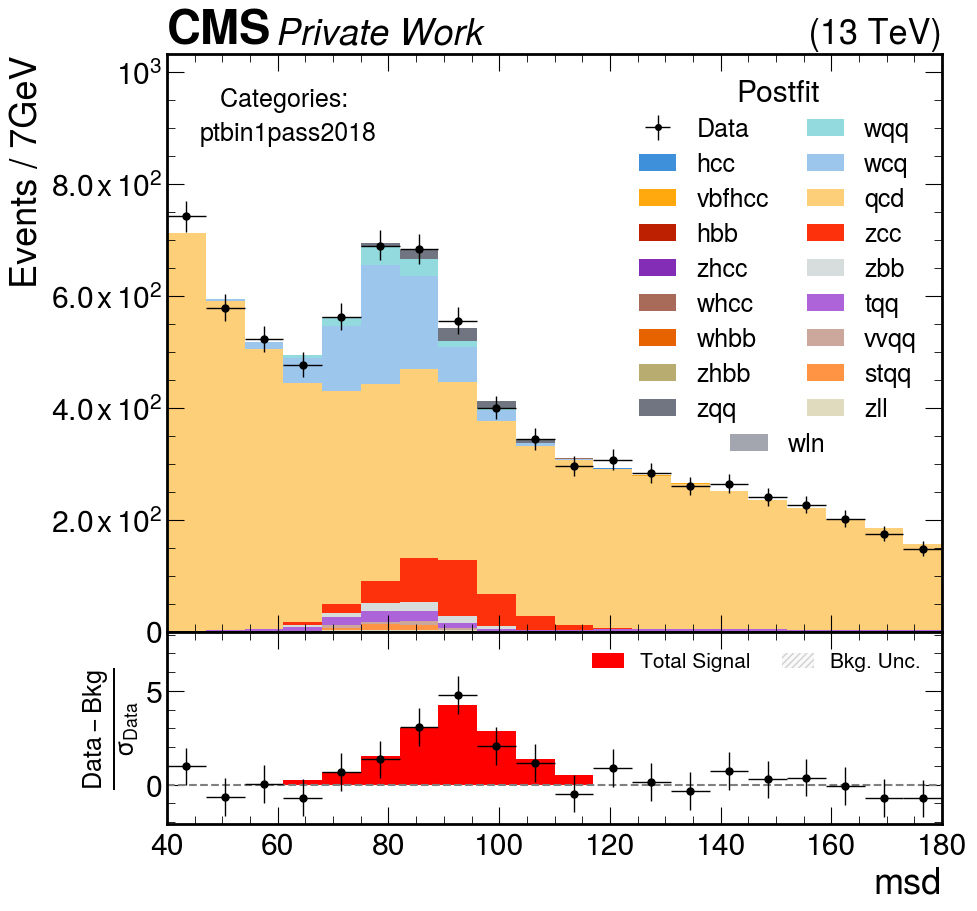 CMS Private Work (13 TeV)
Events / 7GeV
10³
8.0 x 10²
6.0 x 10²
4.0 x 10²
2.0 x 10²
0
Categories:
ptbin1pass2018
Postfit
Data
hcc
vbfhcc
hbb
zhcc
whcc
whbb
zhbb
zqq
wqq
wcq
qcd
zcc
zbb
tqq
vvqq
stqq
zll
wln
Data – Bkg
σData
5
0
Total Signal
Bkg. Unc.
40 60 80 100 120 140 160 180
msd